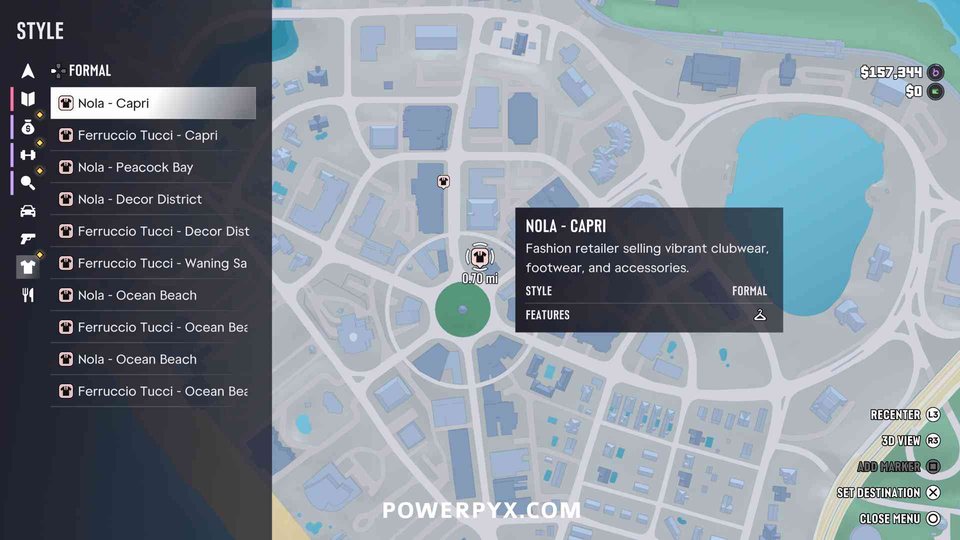 STYLE
FORMAL
Nola - Capri
Ferruccio Tucci - Capri
Nola - Peacock Bay
Nola - Decor District
Ferruccio Tucci - Decor Dist
Ferruccio Tucci - Waning Sa
Nola - Ocean Beach
Ferruccio Tucci - Ocean Bea
Nola - Ocean Beach
Ferruccio Tucci - Ocean Bea
$157,344
$0
0.70 mi
NOLA - CAPRI
Fashion retailer selling vibrant clubwear,
footwear, and accessories.
STYLE FORMAL
FEATURES
RECENTER L3
3D VIEW R3
ADD MARKER
SET DESTINATION
CLOSE MENU
POWERPYX.COM